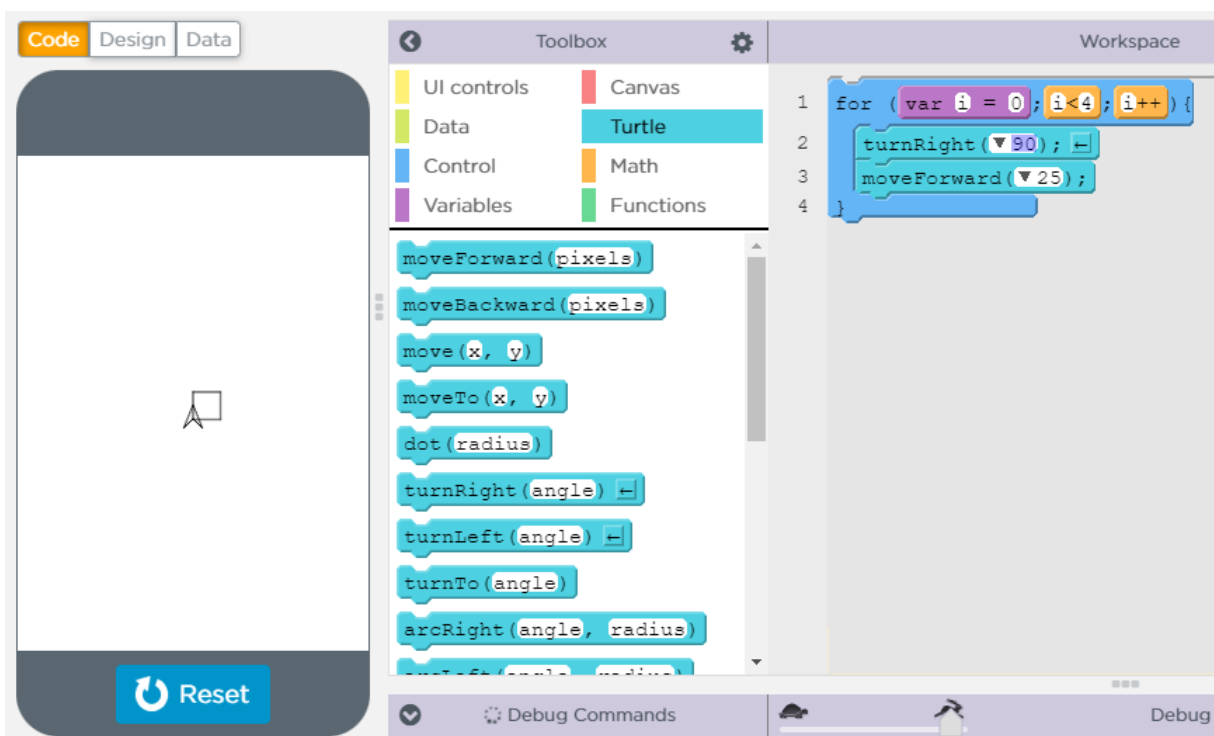 Code Design Data
Toolbox
Workspace
UI controls Canvas
Data Turtle
Control Math
Variables Functions
moveForward(pixels)
moveBackward(pixels)
move(x, y)
moveTo(x, y)
dot(radius)
turnRight(angle) ←
turnLeft(angle) ←
turnTo(angle)
arcRight(angle, radius)
1 for (var i = 0; i<4; i++){
2 turnRight(▼ 90); ←
3 moveForward(▼ 25);
4 }
Reset
Debug Commands
Debug